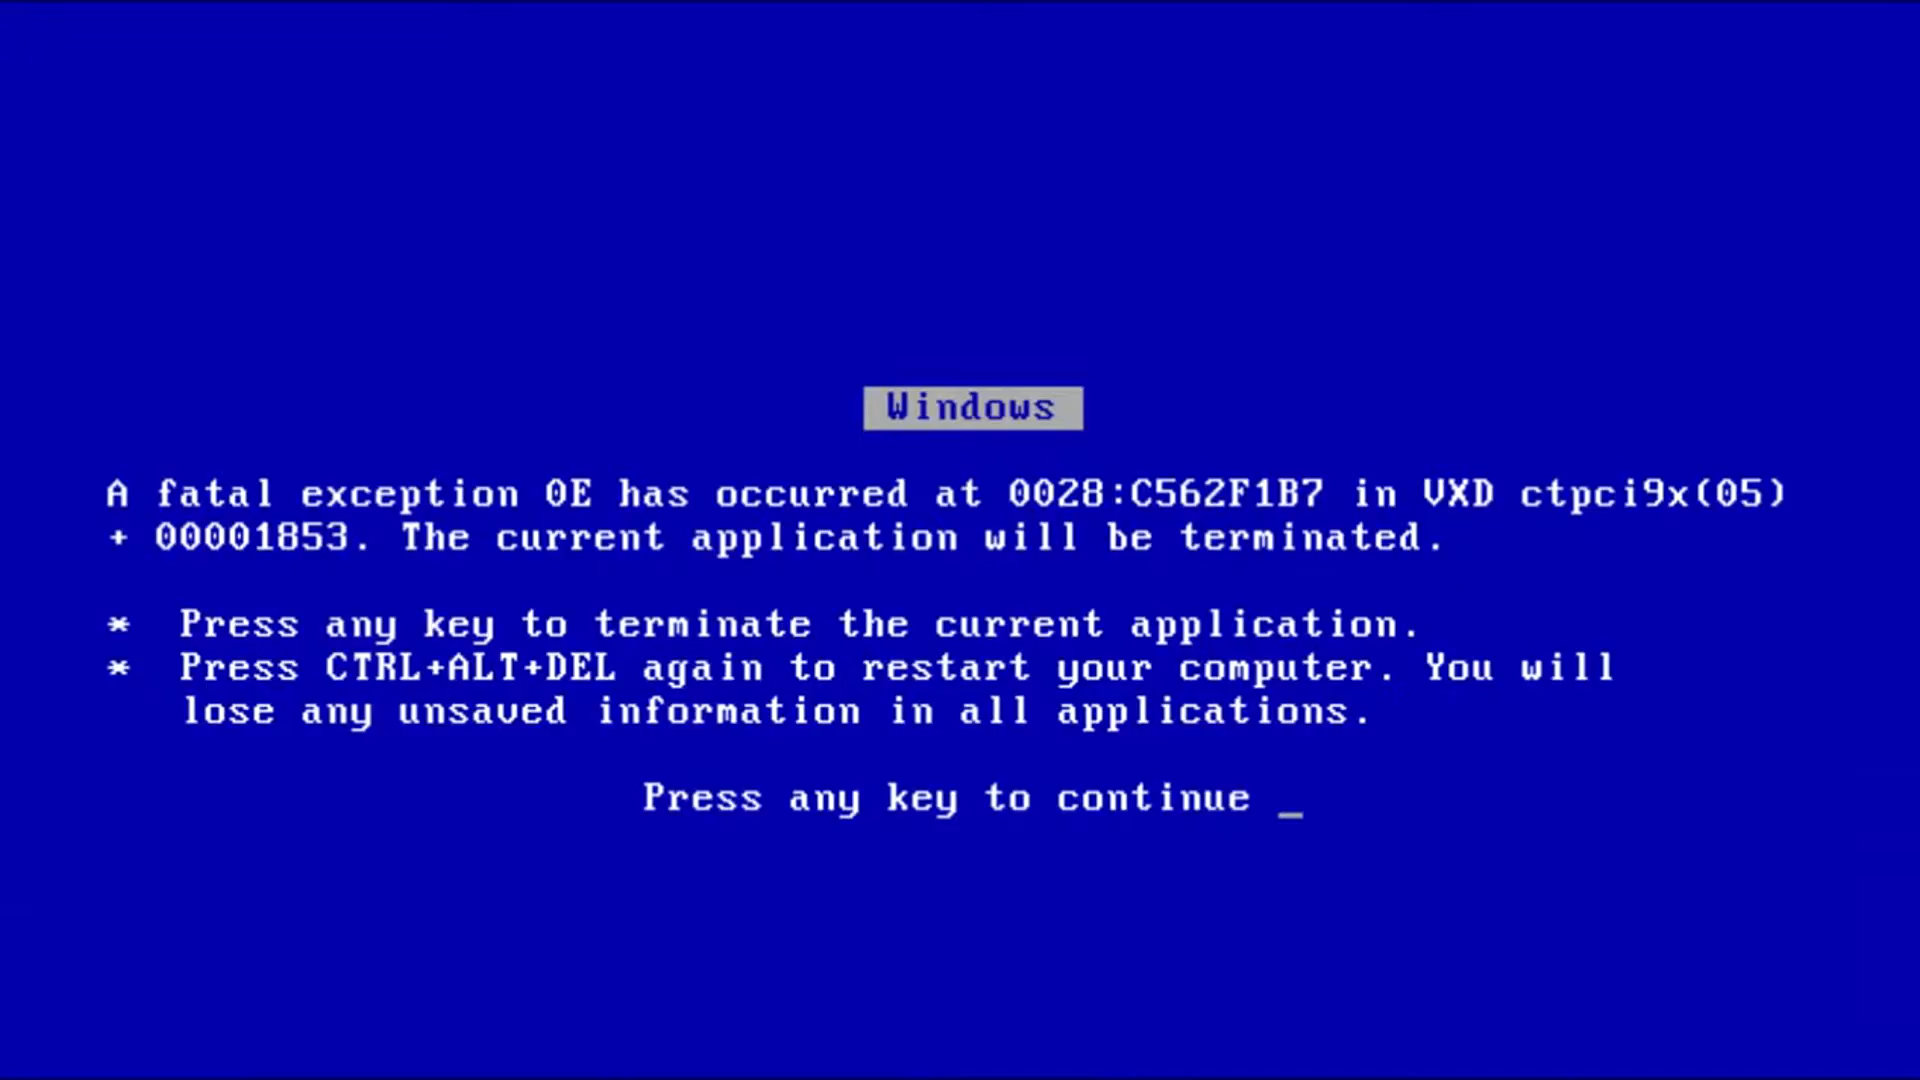 Windows
A fatal exception 0E has occurred at 0028:C562F1B7 in VXD ctpci9x(05)
+ 00001853. The current application will be terminated.
* Press any key to terminate the current application.
* Press CTRL+ALT+DEL again to restart your computer. You will
lose any unsaved information in all applications.
Press any key to continue _